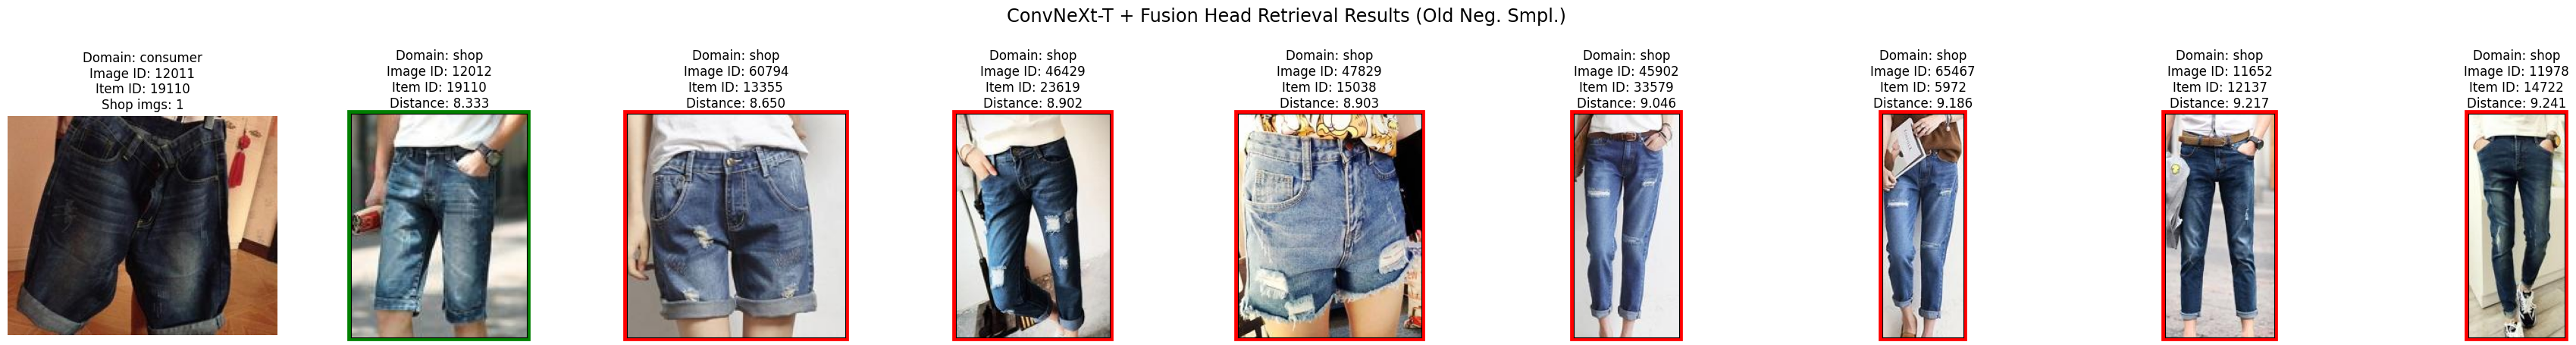 ConvNeXt-T + Fusion Head Retrieval Results (Old Neg. Smpl.)
Domain: consumer
Image ID: 12011
Item ID: 19110
Shop imgs: 1
Domain: shop
Image ID: 12012
Item ID: 19110
Distance: 8.333
Domain: shop
Image ID: 60794
Item ID: 13355
Distance: 8.650
Domain: shop
Image ID: 46429
Item ID: 23619
Distance: 8.902
Domain: shop
Image ID: 47829
Item ID: 15038
Distance: 8.903
Domain: shop
Image ID: 45902
Item ID: 33579
Distance: 9.046
Domain: shop
Image ID: 65467
Item ID: 5972
Distance: 9.186
Domain: shop
Image ID: 11652
Item ID: 12137
Distance: 9.217
Domain: shop
Image ID: 11978
Item ID: 14722
Distance: 9.241